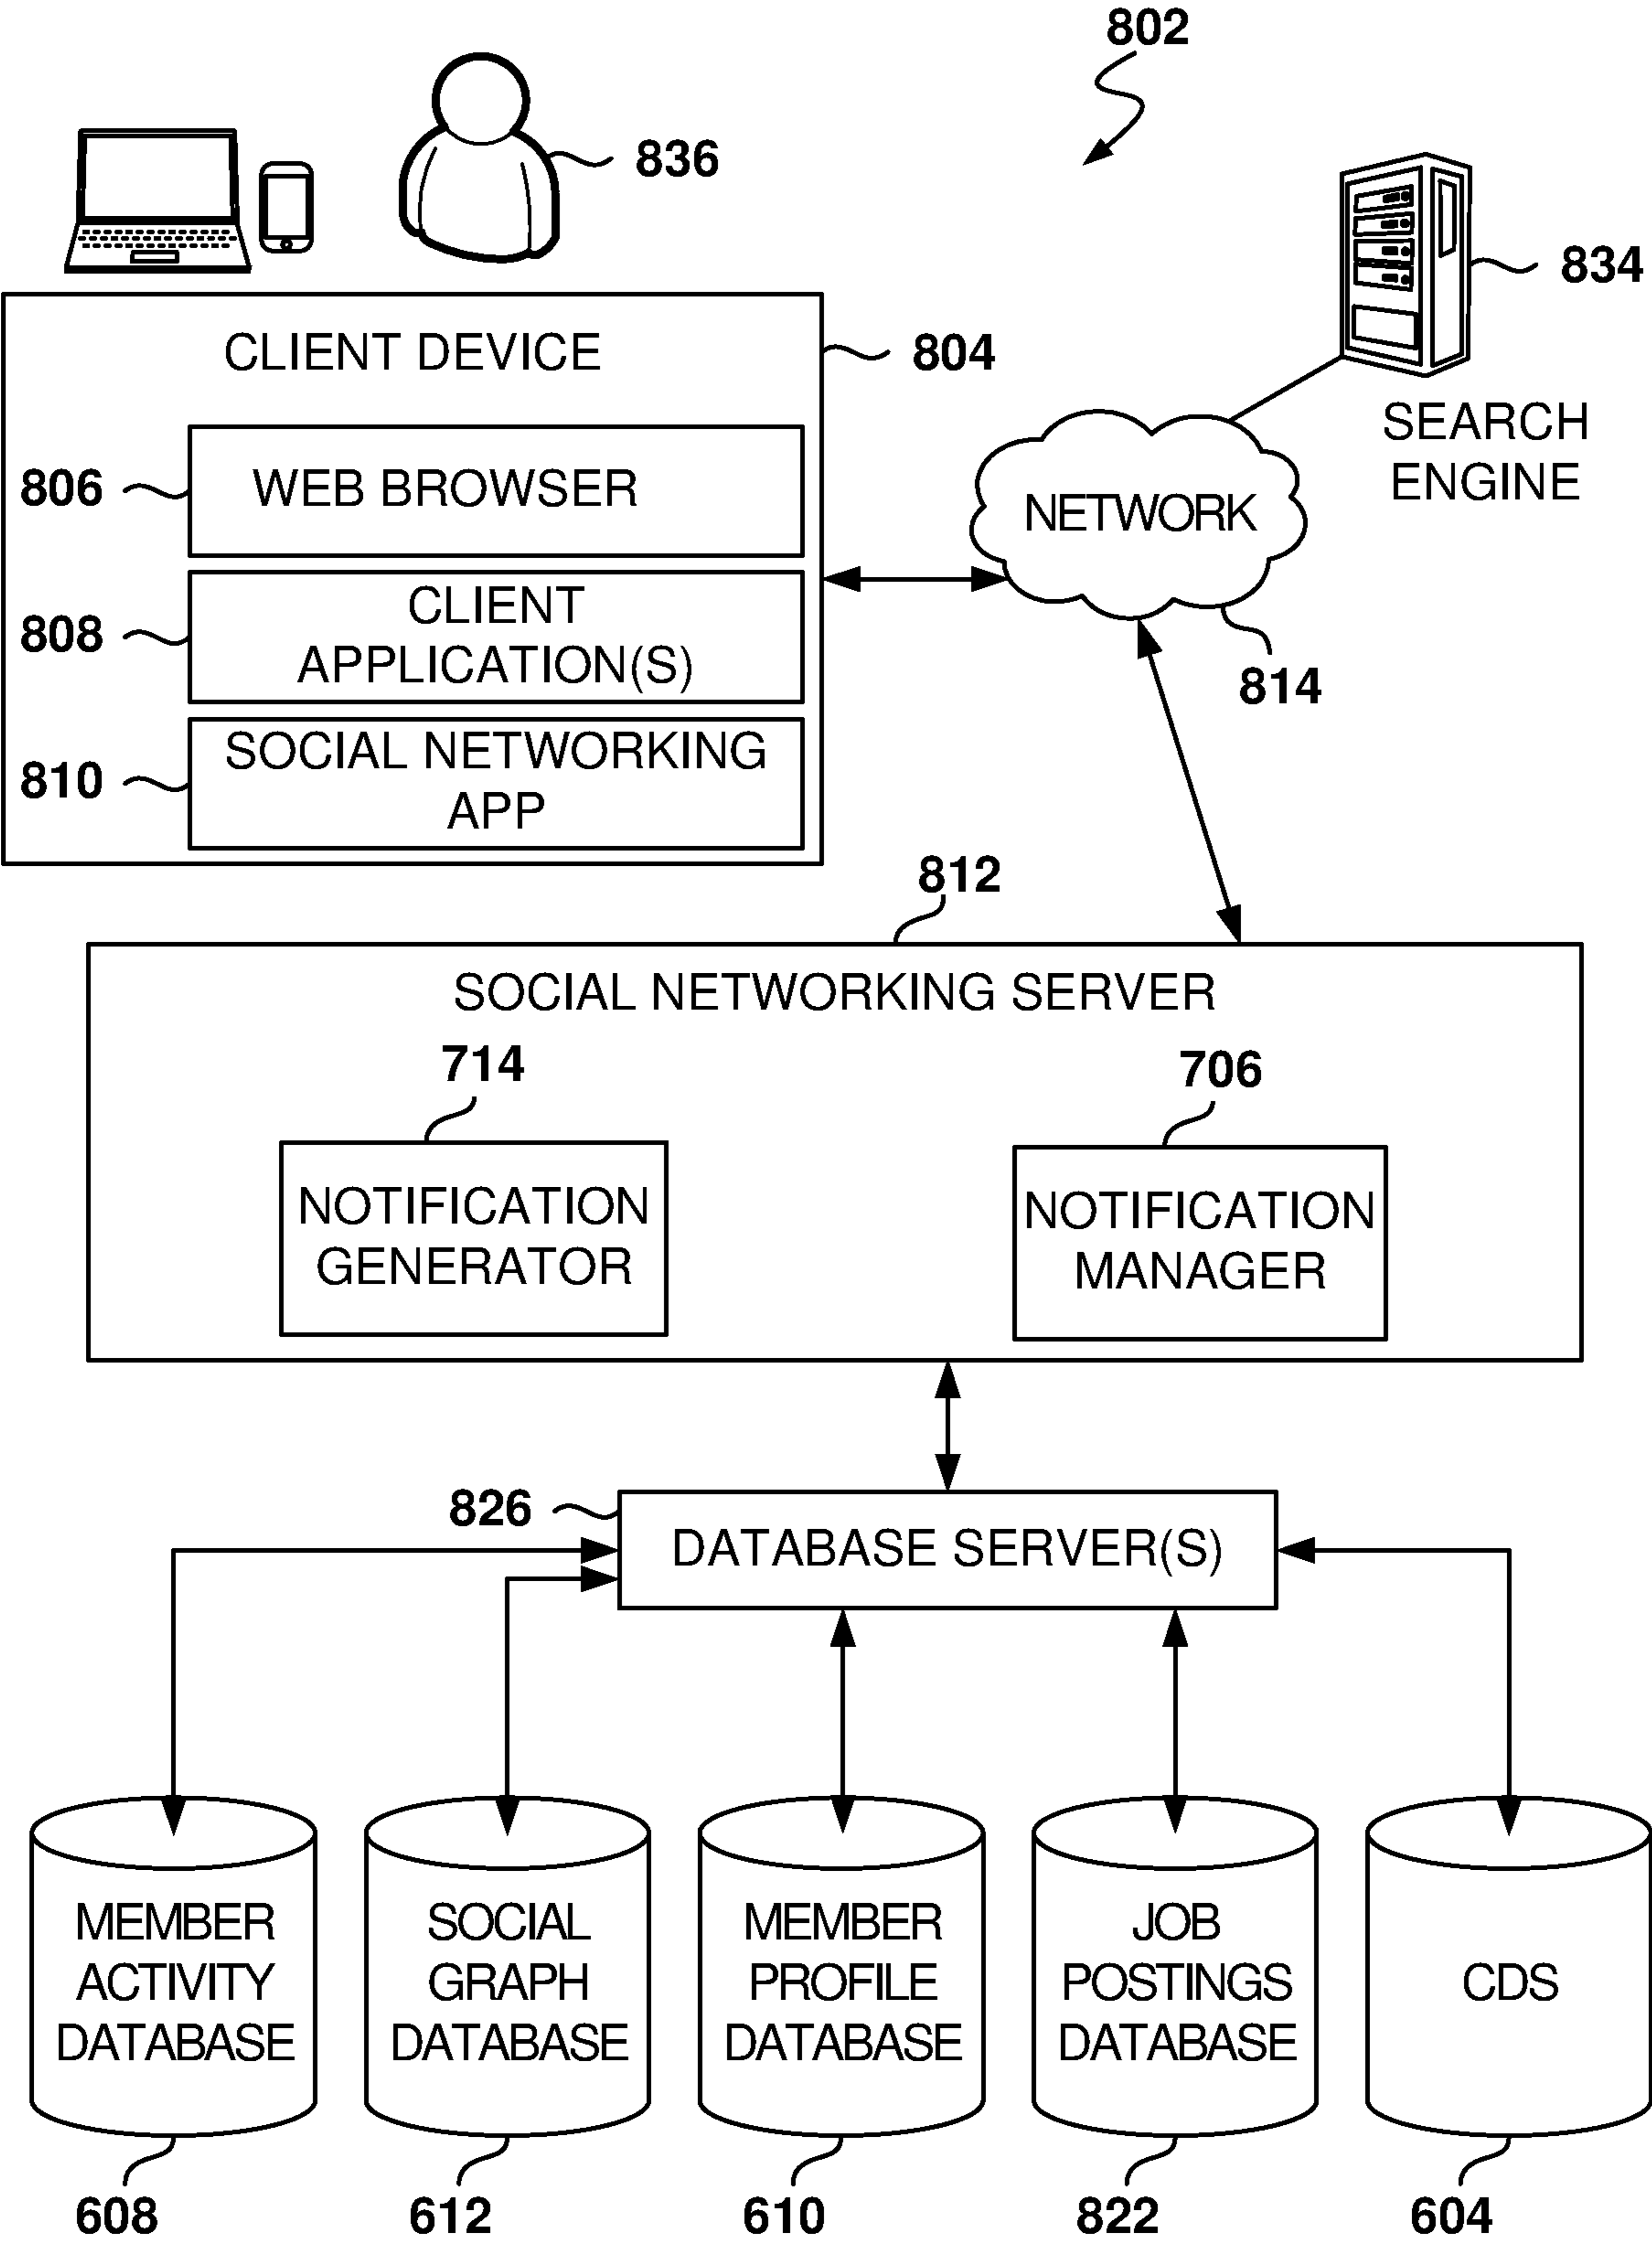 802
836
834
CLIENT DEVICE
804
SEARCH
ENGINE
806
WEB BROWSER
NETWORK
808
CLIENT
APPLICATION(S)
814
810
SOCIAL NETWORKING
APP
812
SOCIAL NETWORKING SERVER
714
706
NOTIFICATION
GENERATOR
NOTIFICATION
MANAGER
826
DATABASE SERVER(S)
MEMBER
ACTIVITY
DATABASE
SOCIAL
GRAPH
DATABASE
MEMBER
PROFILE
DATABASE
JOB
POSTINGS
DATABASE
CDS
608
612
610
822
604